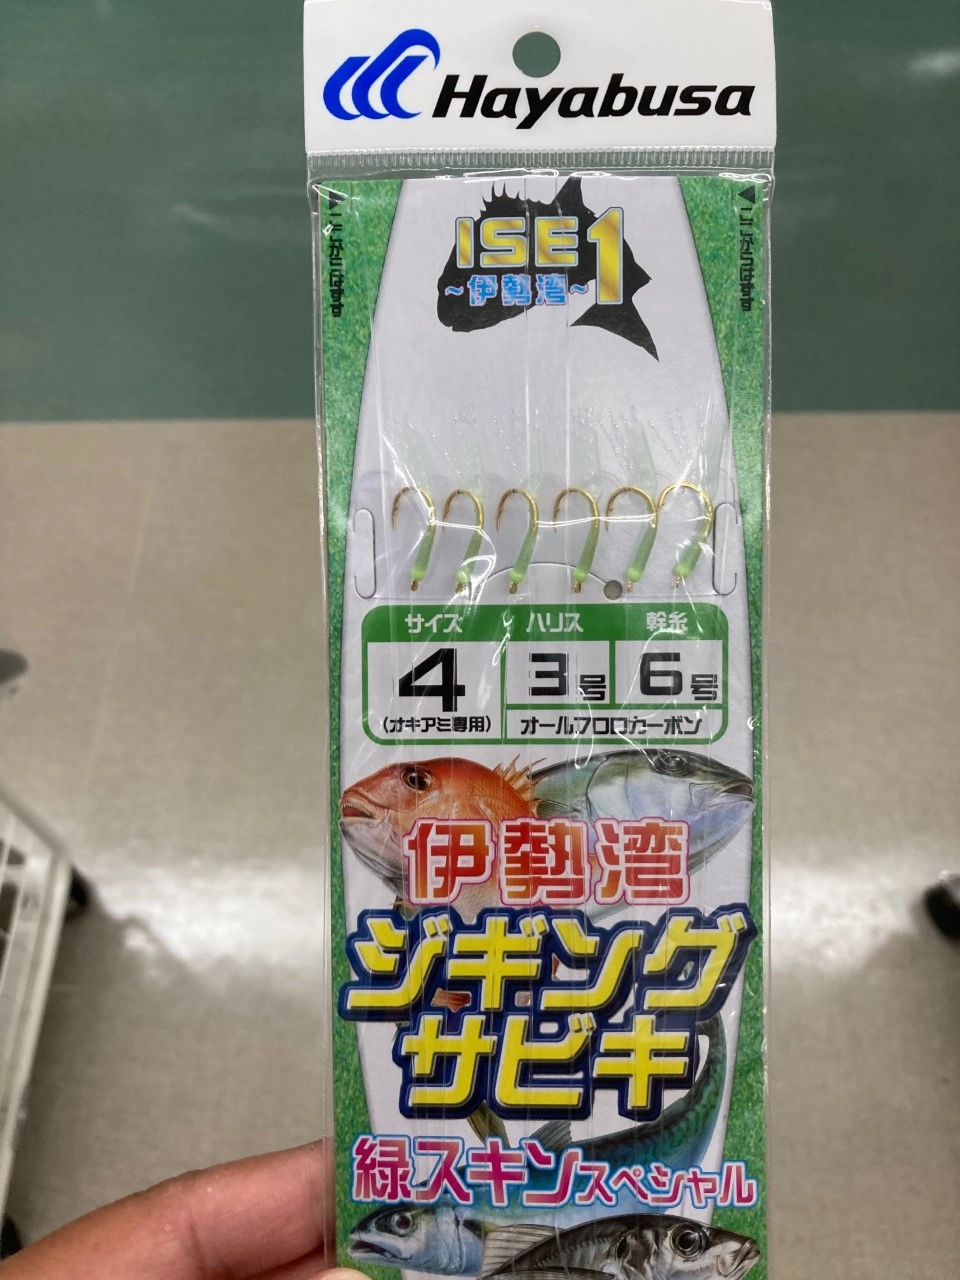 Hayabusa
▲ここからはずす
▲ここからはずす
ISE1
~伊勢湾~
サイズ ハリス 幹糸
4 3号 6号
(オキアミ専用) オールフロロカーボン
伊勢湾
ジギング
サビキ
緑スキンスペシャル